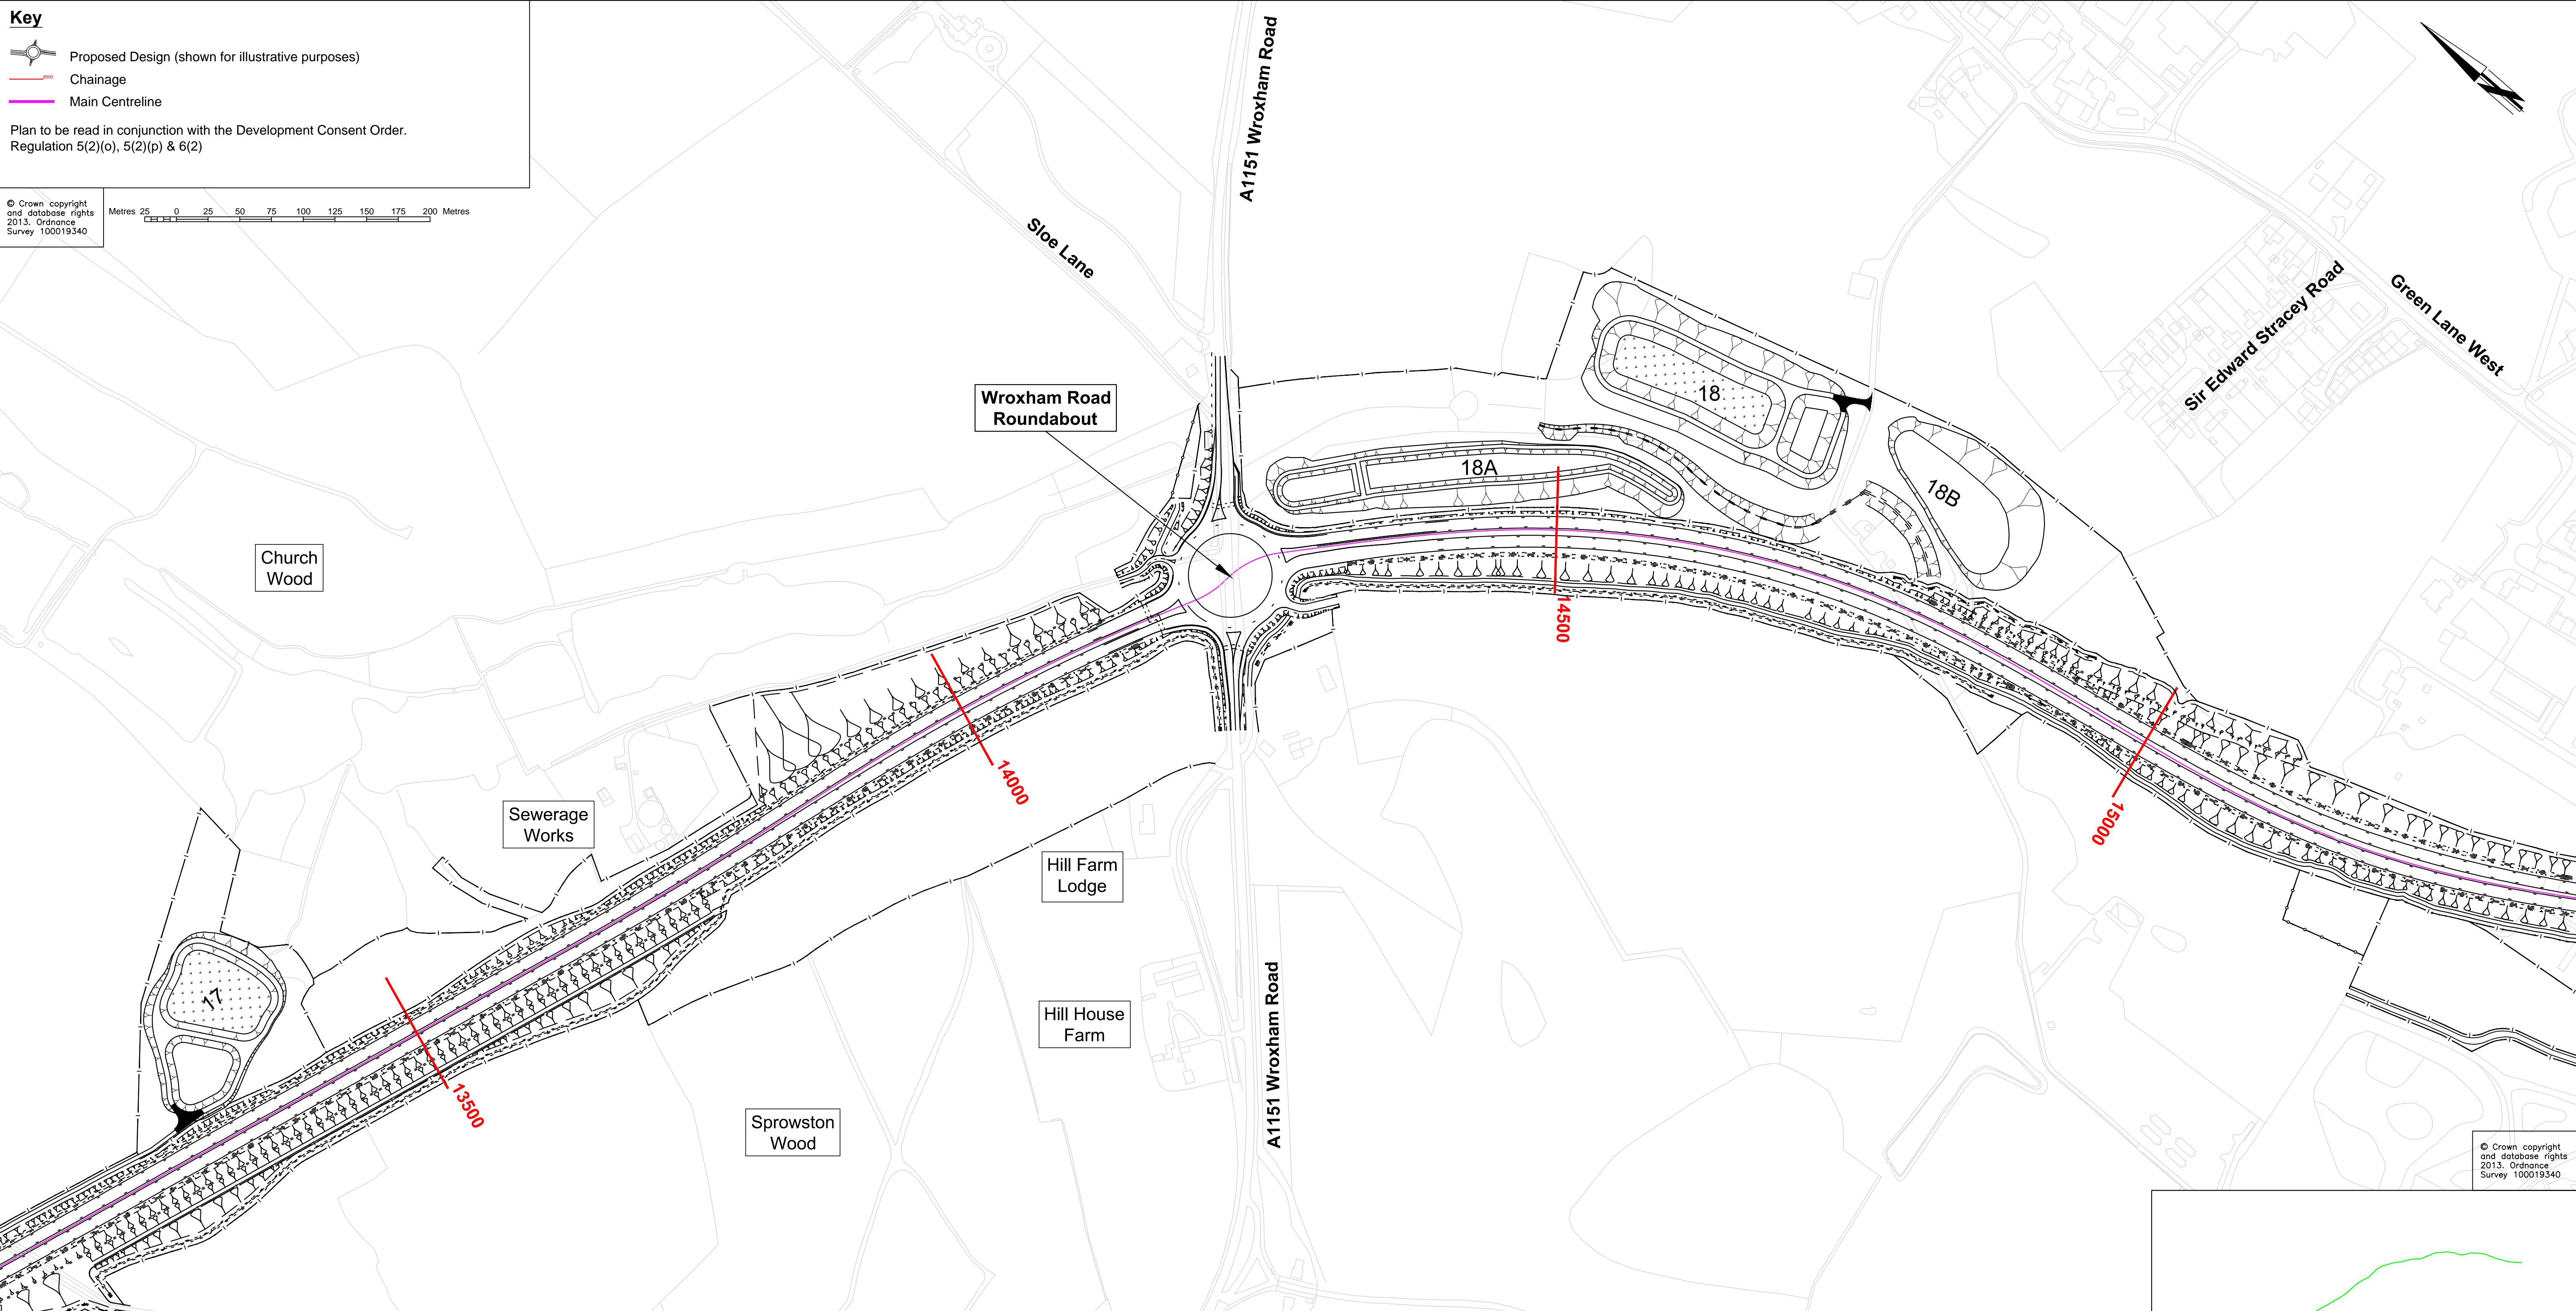 Key
Proposed Design (shown for illustrative purposes)
8500
Chainage
Main Centreline
Plan to be read in conjunction with the Development Consent Order.
Regulation 5(2)(o), 5(2)(p) & 6(2)
© Crown copyright
and database rights
2013. Ordnance
Survey 100019340
Metres 25 0 25 50 75 100 125 150 175 200 Metres
A1151 Wroxham Road
Sloe Lane
N
Sir Edward Stracey Road
Green Lane West
Wroxham Road
Roundabout
18
18A
18B
Church
Wood
14500
14000
15000
Sewerage
Works
Hill Farm
Lodge
17
13500
Hill House
Farm
A1151 Wroxham Road
Sprowston
Wood
© Crown copyright
and database rights
2013. Ordnance
Survey 100019340